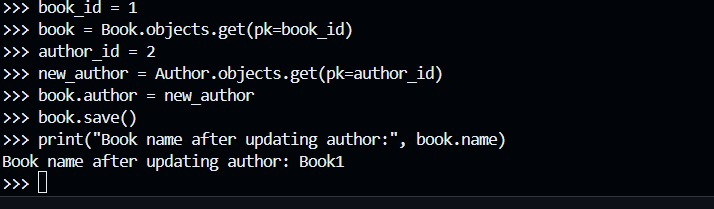 >>> book_id = 1
>>> book = Book.objects.get(pk=book_id)
>>> author_id = 2
>>> new_author = Author.objects.get(pk=author_id)
>>> book.author = new_author
>>> book.save()
>>> print("Book name after updating author:", book.name)
Book name after updating author: Book1
>>>